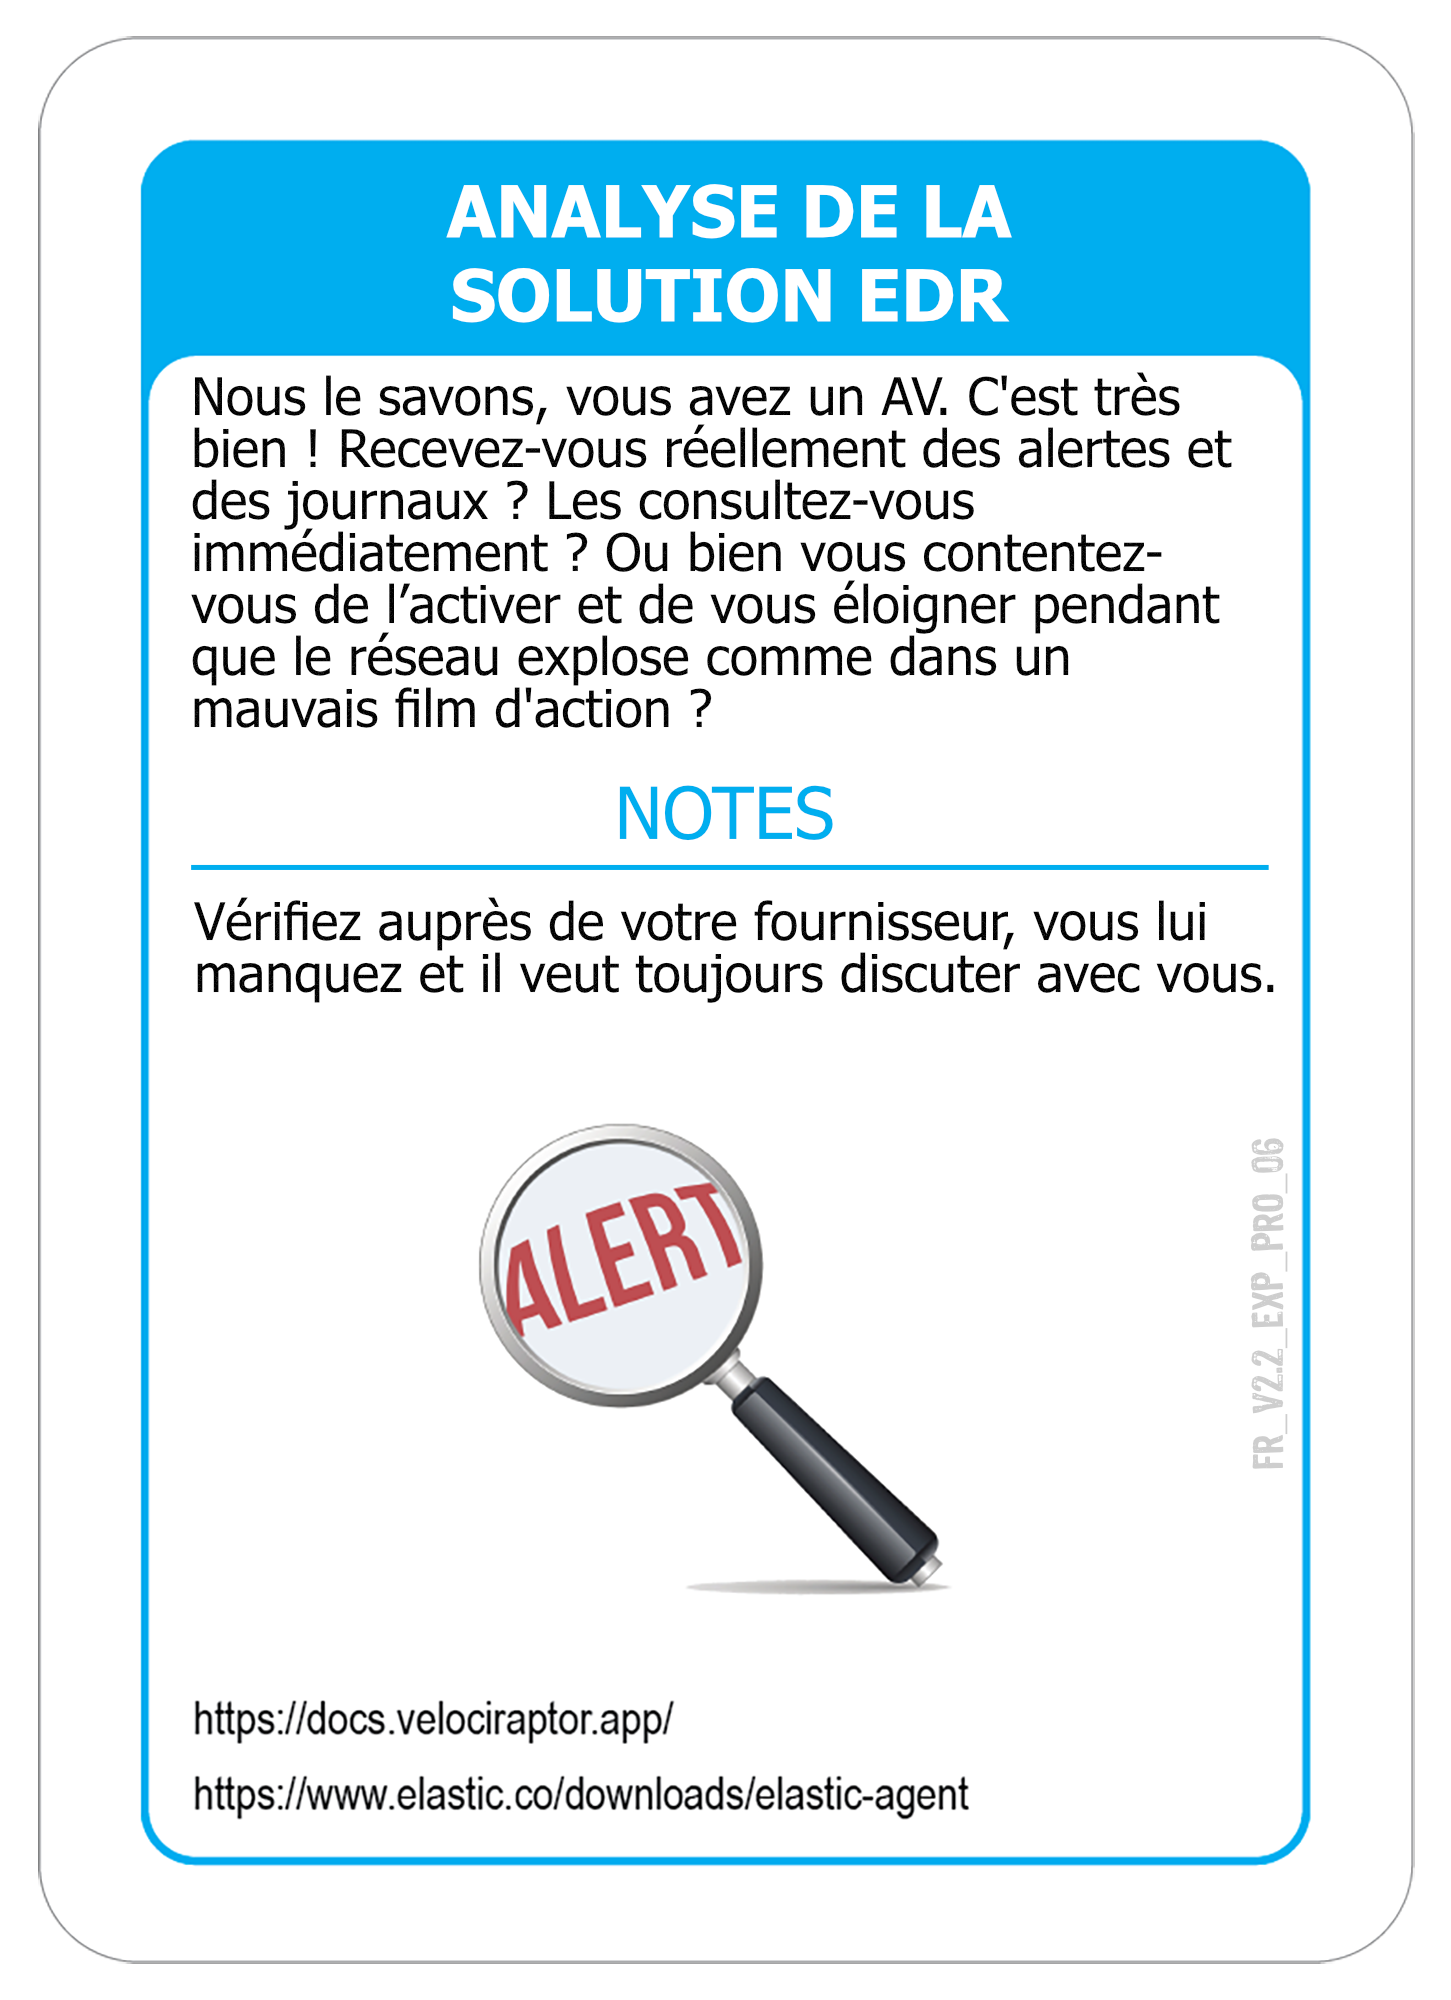 ANALYSE DE LA
SOLUTION EDR
Nous le savons, vous avez un AV. C'est très
bien ! Recevez-vous réellement des alertes et
des journaux ? Les consultez-vous
immédiatement ? Ou bien vous contentez-
vous de l’activer et de vous éloigner pendant
que le réseau explose comme dans un
mauvais film d'action ?
NOTES
Vérifiez auprès de votre fournisseur, vous lui
manquez et il veut toujours discuter avec vous.
ALERT
FR_V2.2_EXP_PRO_06
https://docs.velociraptor.app/
https://www.elastic.co/downloads/elastic-agent